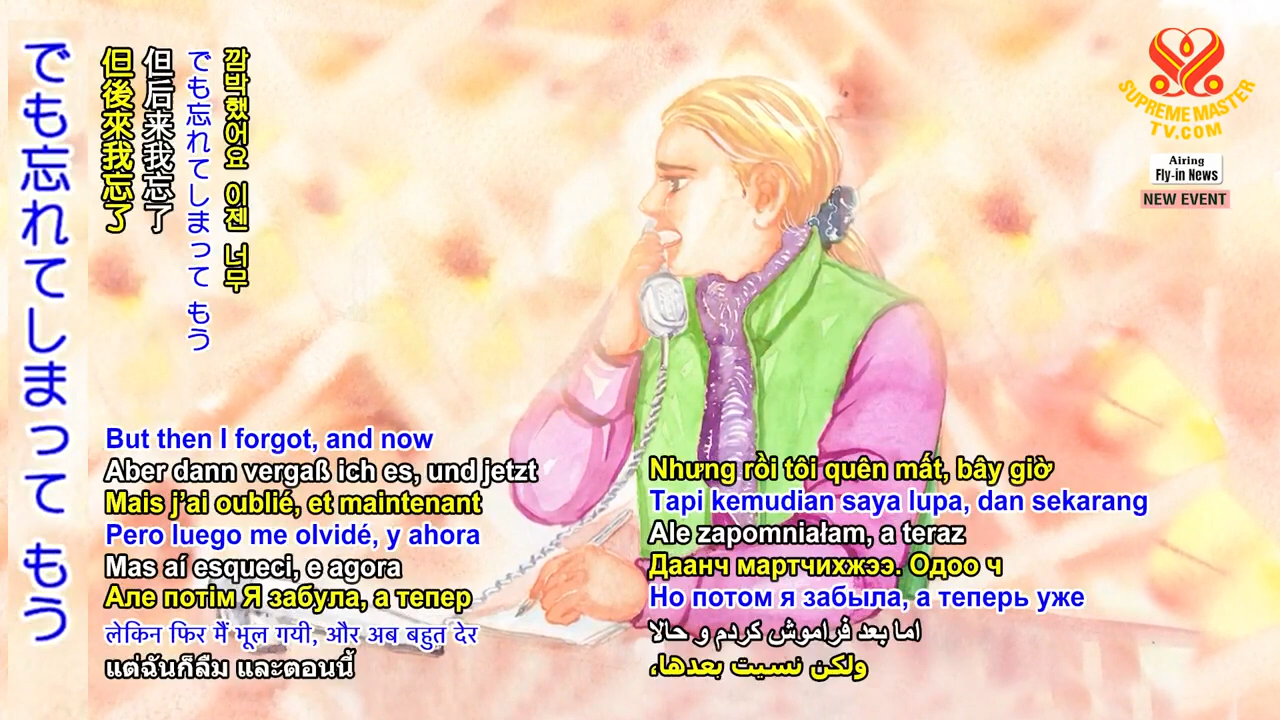 でも忘れてしまって もう
但後來我忘了
但后来我忘了
でも忘れてしまって もう
깜박했어요 이젠 너무
SUPREME MASTER
TV.COM
Airing
Fly-in News
NEW EVENT
But then I forgot, and now
Aber dann vergaß ich es, und jetzt
Mais j'ai oublié, et maintenant
Pero luego me olvidé, y ahora
Mas aí esqueci, e agora
Але потім Я забула, а тепер
लेकिन फिर मैं भूल गयी, और अब बहुत देर
แต่ฉันก็ลืม และตอนนี้
Nhưng rồi tôi quên mất, bây giờ
Tapi kemudian saya lupa, dan sekarang
Ale zapomniałam, a teraz
Даанч мартчихжээ. Одоо ч
Но потом я забыла, а теперь уже
اما بعد فراموش کردم و حالا
ولكن نسيت بعدها،